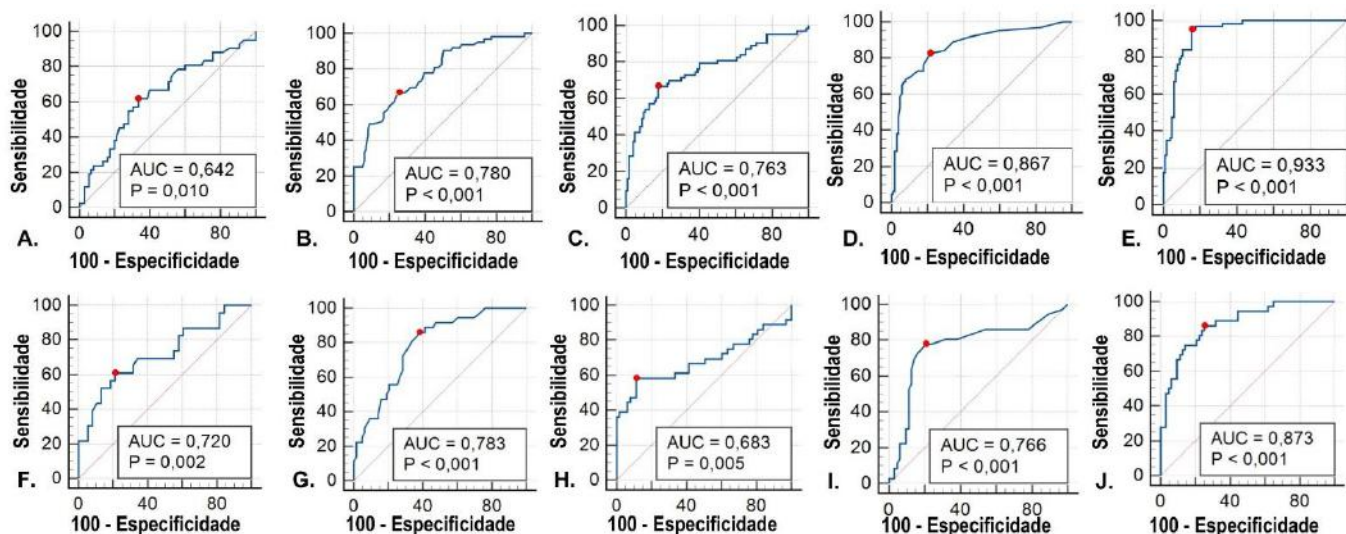 Sensibilidade
100
80
60
40
20
0
AUC = 0,642
P = 0,010
0 40 80
A.
100 - Especificidade
Sensibilidade
100
80
60
40
20
0
AUC = 0,780
P < 0,001
0 40 80
B.
100 - Especificidade
Sensibilidade
100
80
60
40
20
0
AUC = 0,763
P < 0,001
0 40 80
C.
100 - Especificidade
Sensibilidade
100
80
60
40
20
0
AUC = 0,867
P < 0,001
0 40 80
D.
100 - Especificidade
Sensibilidade
100
80
60
40
20
0
AUC = 0,933
P < 0,001
0 40 80
E.
100 - Especificidade
Sensibilidade
100
80
60
40
20
0
AUC = 0,720
P = 0,002
F.
0 40 80
100 - Especificidade
Sensibilidade
100
80
60
40
20
0
AUC = 0,783
P < 0,001
G.
0 40 80
100 - Especificidade
Sensibilidade
100
80
60
40
20
0
AUC = 0,683
P = 0,005
H.
0 40 80
100 - Especificidade
Sensibilidade
100
80
60
40
20
0
AUC = 0,766
P < 0,001
I.
0 40 80
100 - Especificidade
Sensibilidade
100
80
60
40
20
0
AUC = 0,873
P < 0,001
J.
0 40 80
100 - Especificidade